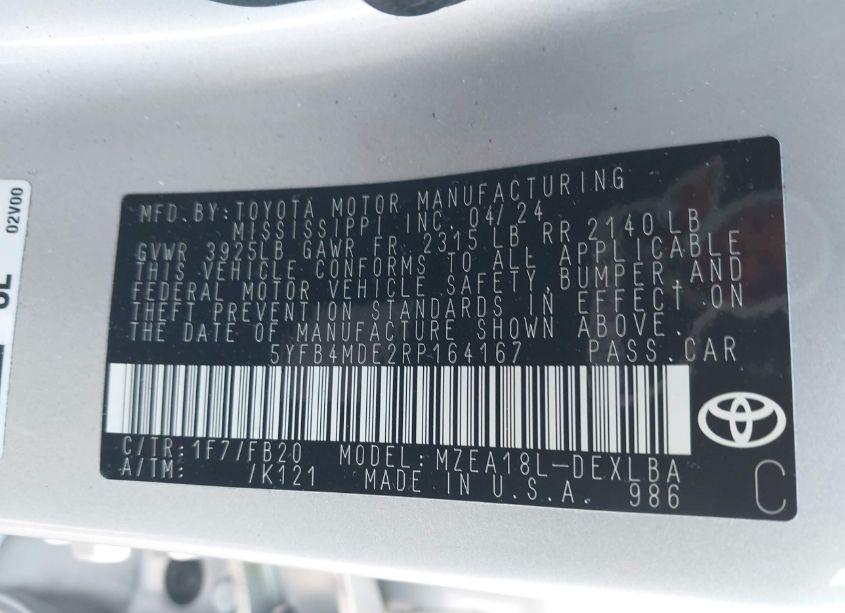 MFD.BY:TOYOTA MOTOR MANUFACTURING
MISSISSIPPI INC. 04/24
GVWR 3925LB GAWR FR 2315 LB RR 2140 LB
THIS VEHICLE CONFORMS TO ALL APPLICABLE
FEDERAL MOTOR VEHICLE SAFETY,BUMPER,AND
THEFT PREVENTION STANDARDS IN EFFECT ON
THE DATE OF MANUFACTURE SHOWN ABOVE.
5YFB4MDE2RP164167 PASS.CAR
C/TR:1F7/FB20 MODEL:MZEA18L-DEXLBA
A/TM: /K121 MADE IN U.S.A. 986
C
02V00